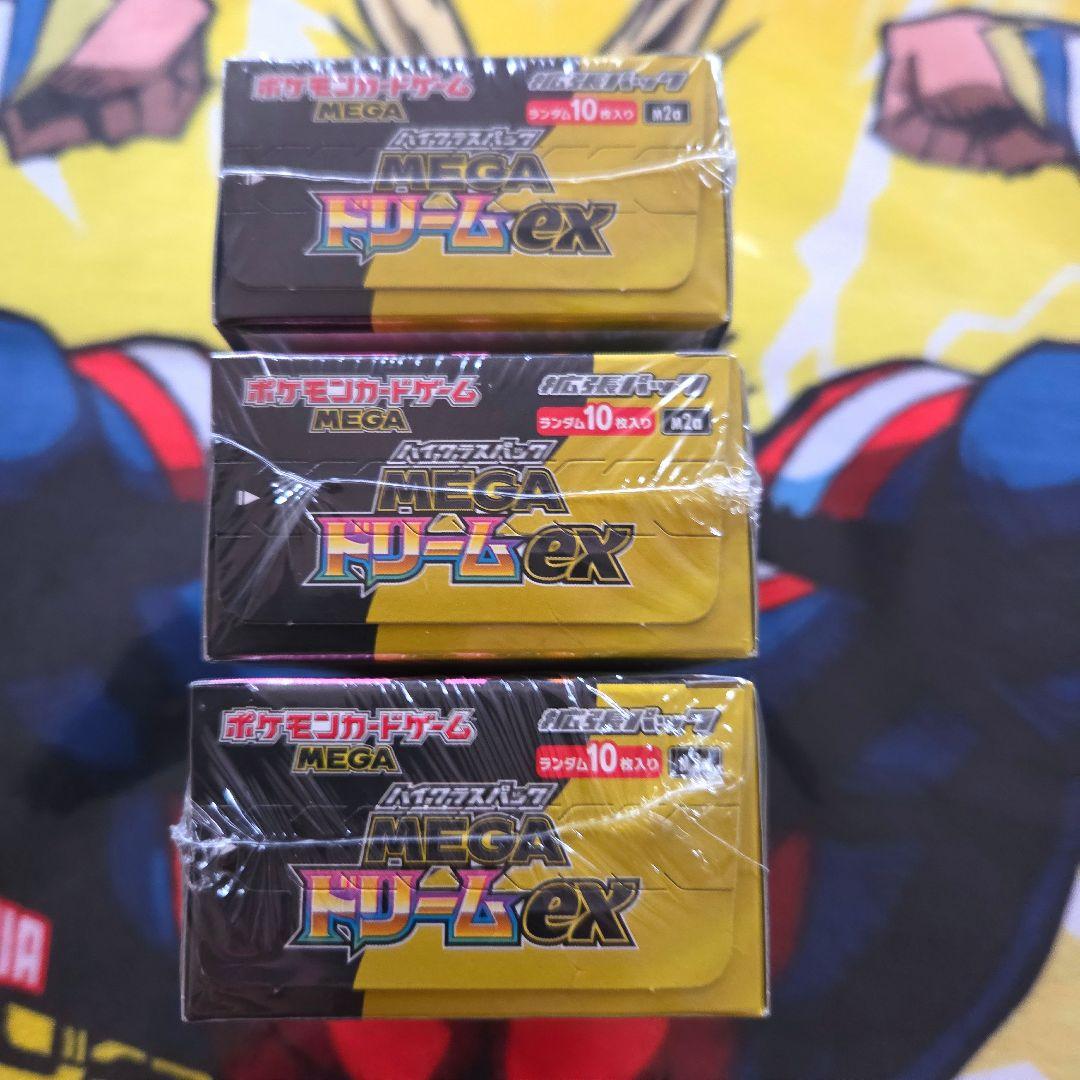 ポケモンカードゲーム
MEGA
拡張パック
ランダム10枚入り M2a
ハイクラスパック
MEGA
ドリームex
ポケモンカードゲーム
MEGA
拡張パック
ランダム10枚入り M2a
ハイクラスパック
MEGA
ドリームex
ポケモンカードゲーム
MEGA
拡張パック
ランダム10枚入り
ハイクラスパック
MEGA
ドリームex